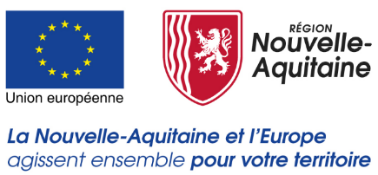 Union européenne
RÉGION
Nouvelle-
Aquitaine
La Nouvelle-Aquitaine et l'Europe
agissent ensemble pour votre territoire